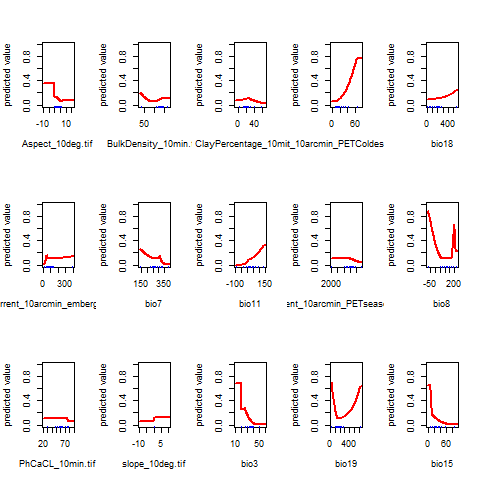 predicted value predicted value predicted value predicted value predicted value
0.0 0.4 0.8 0.0 0.4 0.8 0.0 0.4 0.8 0.0 0.4 0.8 0.0 0.4 0.8
-10 10 50 0 40 0 60 0 400
Aspect_10deg.tif BulkDensity_10min. ClayPercentage_10mit_10arcmin_PETColdes bio18
predicted value predicted value predicted value predicted value predicted value
0.0 0.4 0.8 0.0 0.4 0.8 0.0 0.4 0.8 0.0 0.4 0.8 0.0 0.4 0.8
0 300 150 350 -100 150 2000 -50 200
rrent_10arcmin_emberg bio7 bio11 ent_10arcmin_PETseas bio8
predicted value predicted value predicted value predicted value predicted value
0.0 0.4 0.8 0.0 0.4 0.8 0.0 0.4 0.8 0.0 0.4 0.8 0.0 0.4 0.8
20 70 -10 5 10 50 0 400 0 60
PhCaCL_10min.tif slope_10deg.tif bio3 bio19 bio15